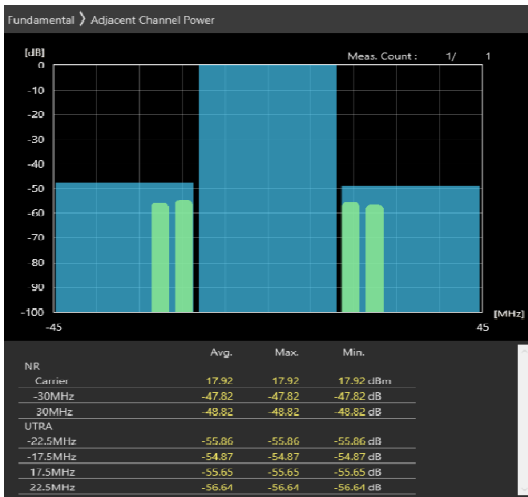 Fundamental 》 Adjacent Channel Power
[dB]
Meas. Count : 1/ 1
0
-10
-20
-30
-40
-50
-60
-70
-80
90
-100
[MHz]
-45 45
Avg. Max. Min.
NR
Carrier 17.92 17.92 17.92 dBm
-30MHz -47.82 -47.82 -47.82 dB
30MHz -48.82 -48.82 -48.82 dB
UTRA
-22.5MHz -55.86 -55.86 -55.86 dB
-17.5MHz -54.87 -54.87 -54.87 dB
17.5MHz -55.65 -55.65 -55.65 dB
22.5MHz -56.64 -56.64 -56.64 dB